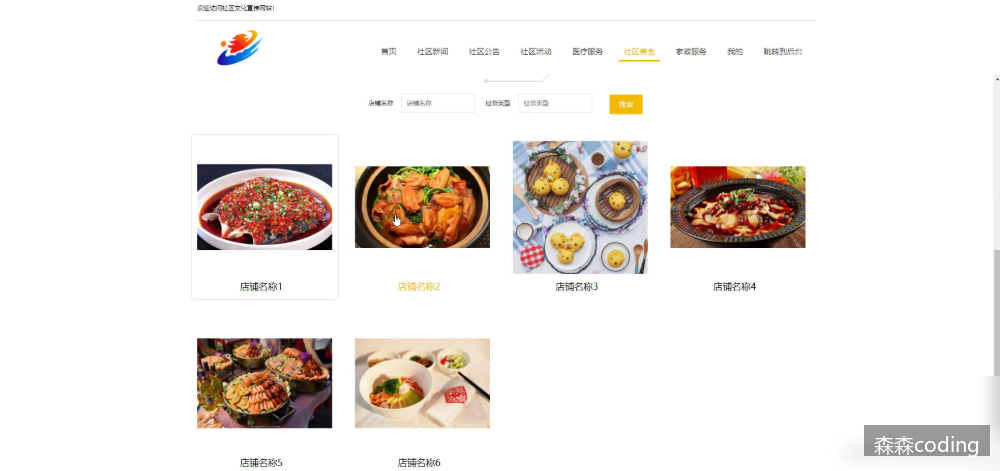 欢迎访问社区文化宣传网站!
首页 社区新闻 社区公告 社区活动 医疗服务 社区美食 家政服务 我的 跳转到后台
店铺名称 店铺名称 经营类型 经营类型 搜索
店铺名称1 店铺名称2 店铺名称3 店铺名称4
店铺名称5 店铺名称6
森森coding